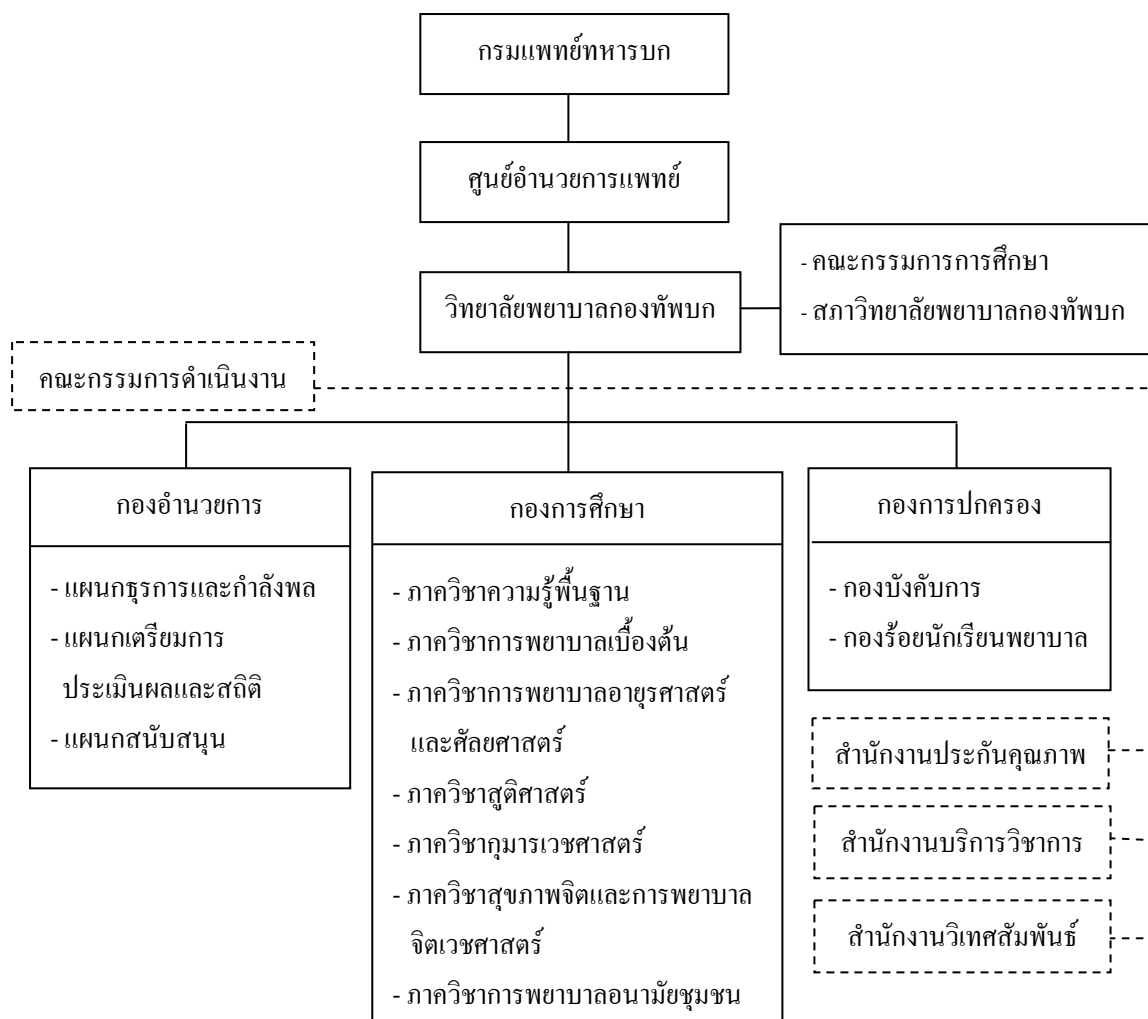 กรมแพทย์ทหารบก
ศูนย์อำนวยการแพทย์
วิทยาลัยพยาบาลกองทัพบก
- คณะกรรมการการศึกษา
- สภาวิทยาลัยพยาบาลกองทัพบก
คณะกรรมการดำเนินงาน
กองอำนวยการ
- แผนกธุรการและกำลังพล
- แผนกเตรียมการ
ประเมินผลและสถิติ
- แผนกสนับสนุน
กองการศึกษา
- ภาควิชาความรู้พื้นฐาน
- ภาควิชาการพยาบาลเบื้องต้น
- ภาควิชาการพยาบาลอายุรศาสตร์
และศัลยศาสตร์
- ภาควิชาสูติศาสตร์
- ภาควิชากุมารเวชศาสตร์
- ภาควิชาสุขภาพจิตและการพยาบาล
จิตเวชศาสตร์
- ภาควิชาการพยาบาลอนามัยชุมชน
กองการปกครอง
- กองบังคับการ
- กองร้อยนักเรียนพยาบาล
สำนักงานประกันคุณภาพ
สำนักงานบริการวิชาการ
สำนักงานวิเทศสัมพันธ์